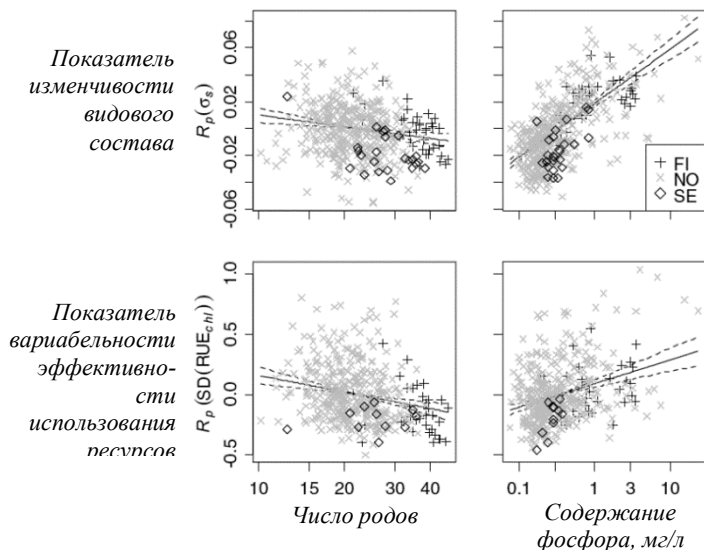 Показатель
изменчивости
видового
состава
Rₚ(σₛ)
0.06
0.02
-0.02
-0.06
FI
NO
SE
Показатель
вариабельности
эффективно-
сти
использования
ресурсов
Rₚ(SD(RUE_chl))
1.0
0.5
0.0
-0.5
10 15 20 30 40
0.1 0.3 1 3 10
Число родов
Содержание
фосфора, мг/л